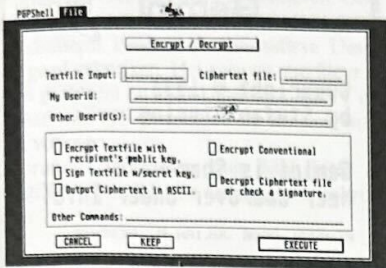 PGPShell File
Encrypt / Decrypt
Textfile Input: Ciphertext file:
My Userid:
Other Userid(s):
Encrypt Textfile with
recipient's public key.
Encrypt Conventional
Sign Textfile w/secret key.
Decrypt Ciphertext file
or check a signature.
Output Ciphertext in ASCII.
Other Commands:
CANCEL KEEP EXECUTE